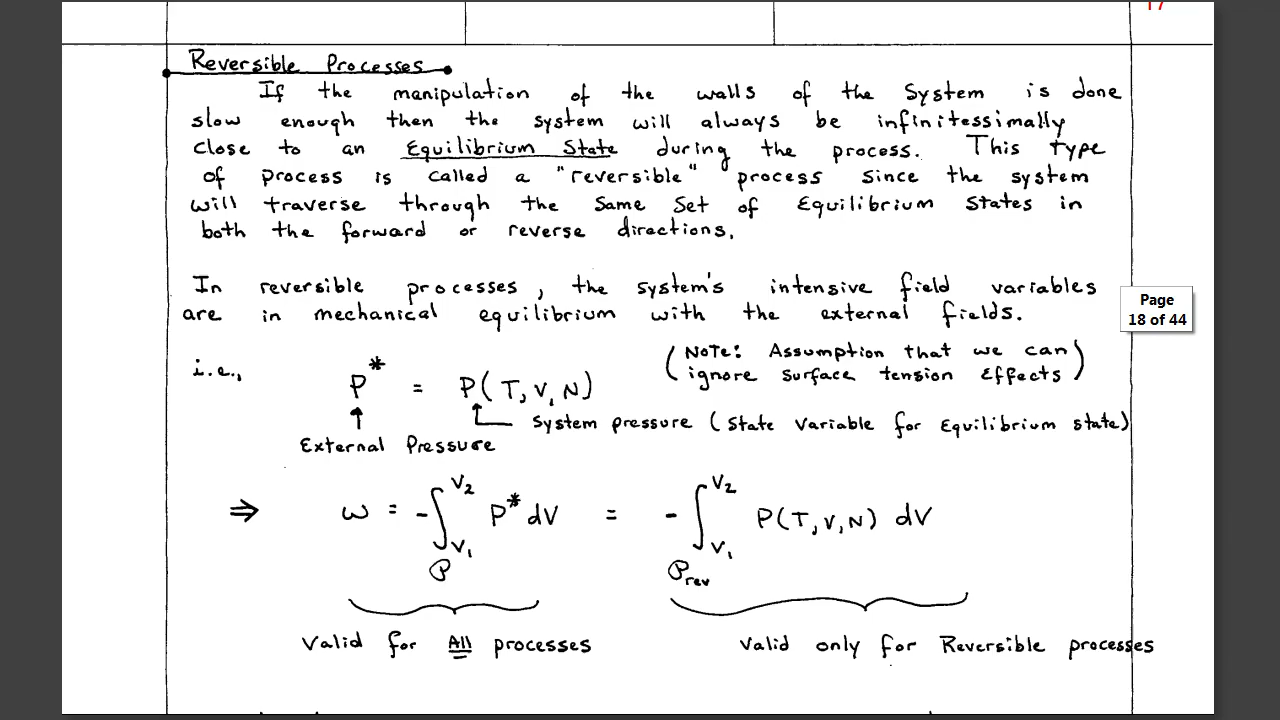 17
Reversible Processes
If the manipulation of the walls of the System is done
slow enough then the system will always be infinitessimally
close to an Equilibrium State during the process. This type
of process is called a "reversible" process since the system
will traverse through the Same Set of Equilibrium States in
both the forward or reverse directions.
In reversible processes, the system's intensive field variables
are in mechanical equilibrium with the external fields.
(Note: Assumption that we can
ignore surface tension Effects)
i.e., P* = P(T,V,N)
System pressure (State Variable for Equilibrium state)
External Pressure
Page
18 of 44
⇒ w = -∫_P^{V2}_{V1} P* dV = -∫_{Prev}^{V2}_{V1} P(T,V,N) dV
Valid for All processes Valid only for Reversible processes